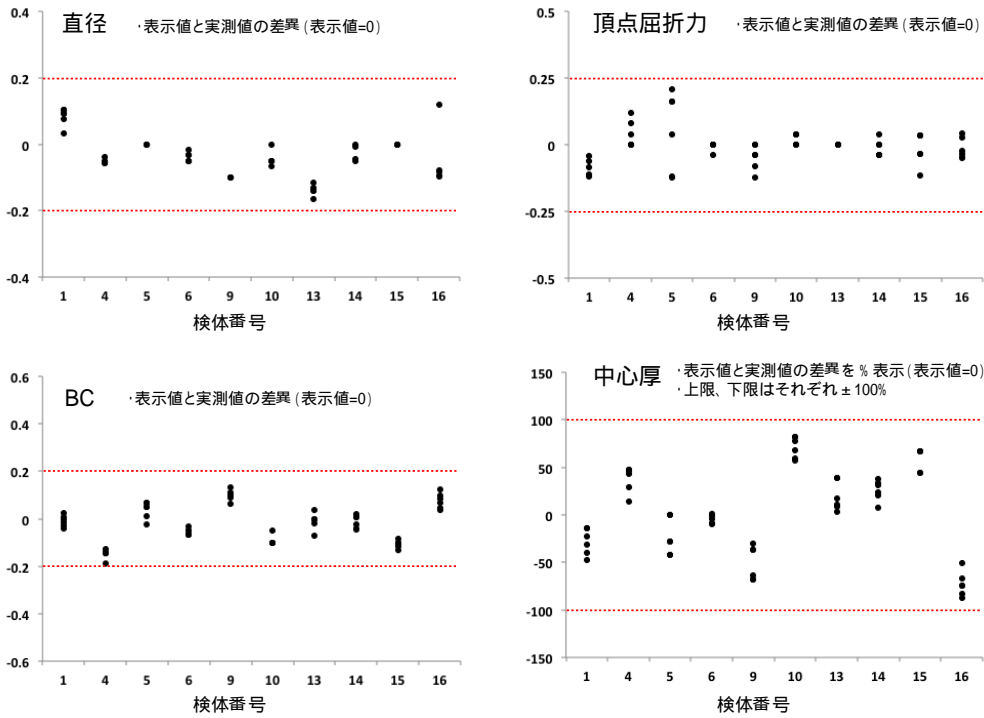 直径 ・表示値と実測値の差異(表示値=0)
0.4
0.2
0
-0.2
-0.4
1 4 5 6 9 10 13 14 15 16
検体番号
頂点屈折力 ・表示値と実測値の差異(表示値=0)
0.5
0.25
0
-0.25
-0.5
1 4 5 6 9 10 13 14 15 16
検体番号
BC ・表示値と実測値の差異(表示値=0)
0.6
0.4
0.2
0
-0.2
-0.4
-0.6
1 4 5 6 9 10 13 14 15 16
検体番号
中心厚 ・表示値と実測値の差異を%表示(表示値=0)
・上限、下限はそれぞれ±100%
150
100
50
0
-50
-100
-150
1 4 5 6 9 10 13 14 15 16
検体番号